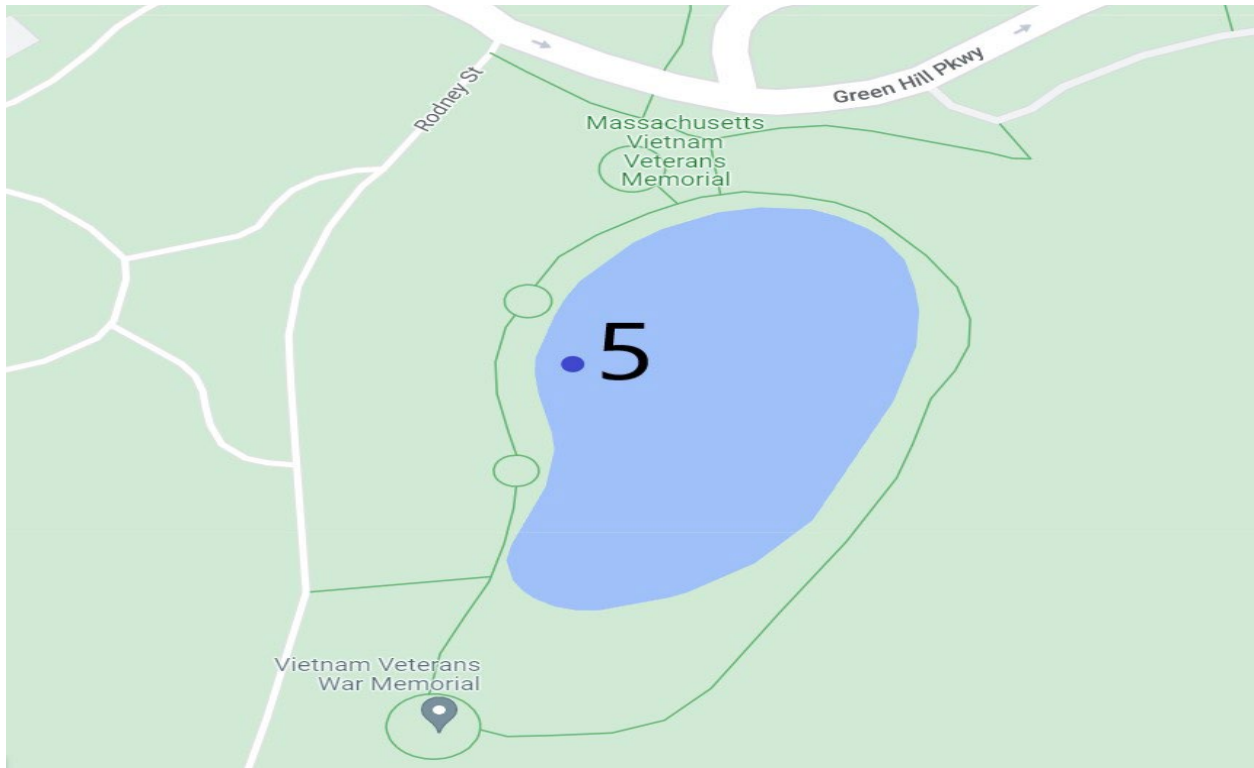 Rodney St
Green Hill Pkwy
Massachusetts
Vietnam
Veterans
Memorial
5
Vietnam Veterans
War Memorial